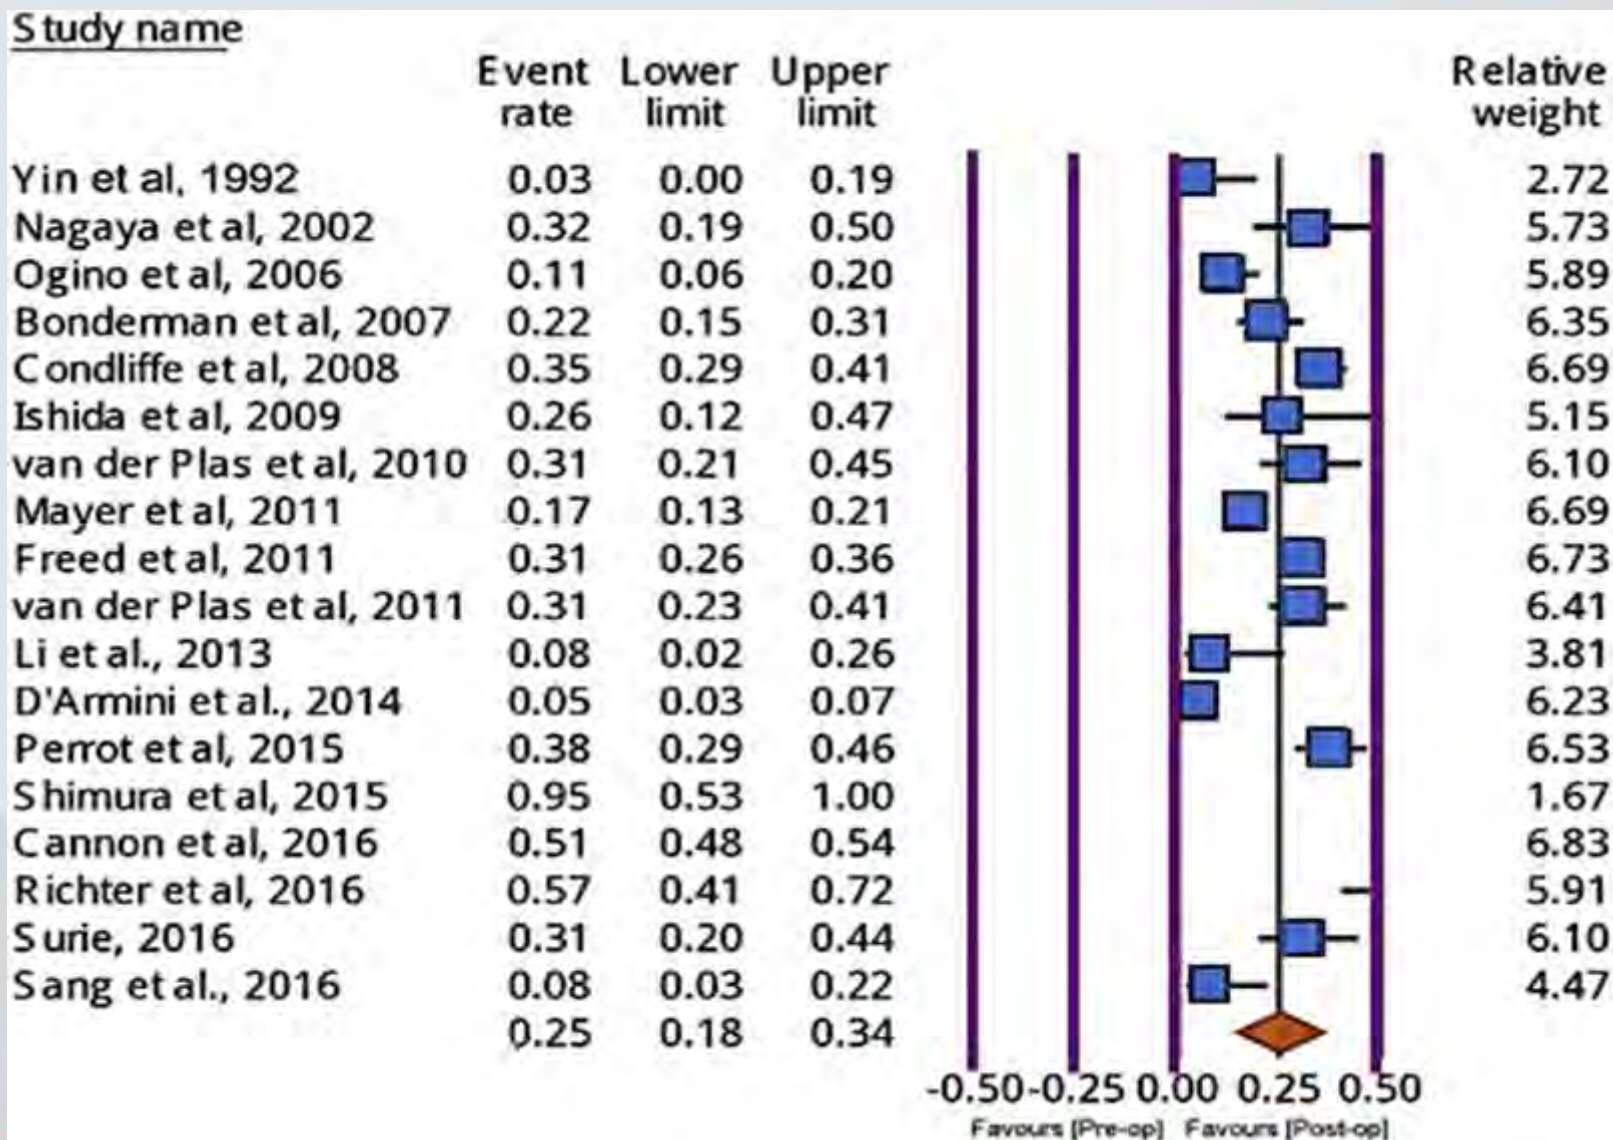 Study name
Event Lower Upper Relative
rate limit limit weight
Yin et al, 1992 0.03 0.00 0.19 2.72
Nagaya et al, 2002 0.32 0.19 0.50 5.73
Ogino et al, 2006 0.11 0.06 0.20 5.89
Bonderman et al, 2007 0.22 0.15 0.31 6.35
Condliffe et al, 2008 0.35 0.29 0.41 6.69
Ishida et al, 2009 0.26 0.12 0.47 5.15
van der Plas et al, 2010 0.31 0.21 0.45 6.10
Mayer et al, 2011 0.17 0.13 0.21 6.69
Freed et al, 2011 0.31 0.26 0.36 6.73
van der Plas et al, 2011 0.31 0.23 0.41 6.41
Li et al., 2013 0.08 0.02 0.26 3.81
D'Armini et al., 2014 0.05 0.03 0.07 6.23
Perrot et al, 2015 0.38 0.29 0.46 6.53
Shimura et al, 2015 0.95 0.53 1.00 1.67
Cannon et al, 2016 0.51 0.48 0.54 6.83
Richter et al, 2016 0.57 0.41 0.72 5.91
Surie, 2016 0.31 0.20 0.44 6.10
Sang et al., 2016 0.08 0.03 0.22 4.47
0.25 0.18 0.34
-0.50 -0.25 0.00 0.25 0.50
Favours [Pre-op] Favours [Post-op]